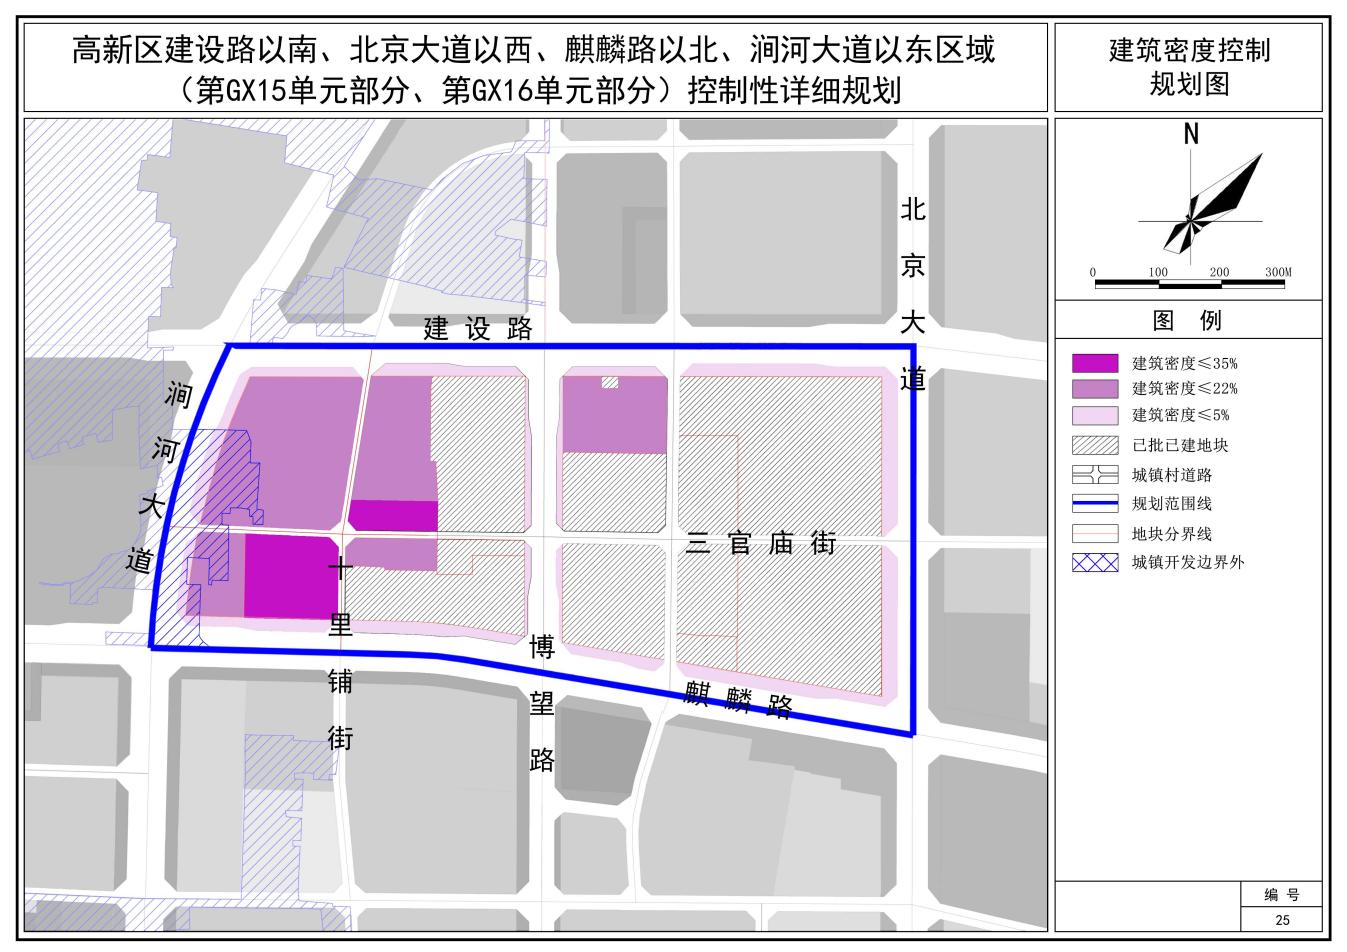 高新区建设路以南、北京大道以西、麒麟路以北、涧河大道以东区域
（第GX15单元部分、第GX16单元部分）控制性详细规划
建筑密度控制
规划图
N
0 100 200 300M
图 例
建筑密度≤35%
建筑密度≤22%
建筑密度≤5%
已批已建地块
城镇村道路
规划范围线
地块分界线
城镇开发边界外
编 号
25
北京大道
建设路
涧河大道
三官庙街
十里铺街
博望路
麒麟路